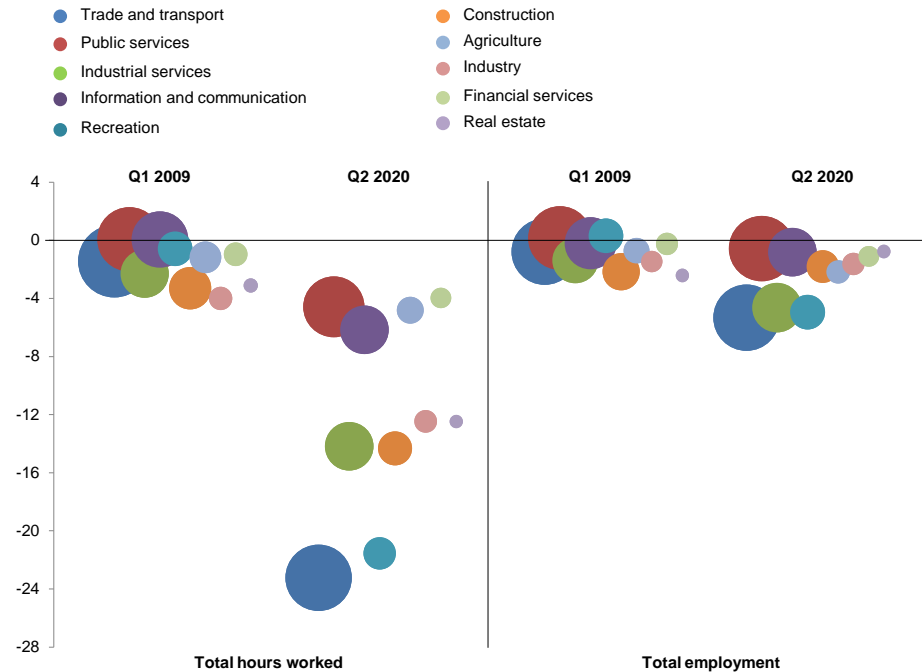 Trade and transport
Public services
Industrial services
Information and communication
Recreation
Construction
Agriculture
Industry
Financial services
Real estate
Q1 2009
Q2 2020
Q1 2009
Q2 2020
4
0
-4
-8
-12
-16
-20
-24
-28
Total hours worked
Total employment